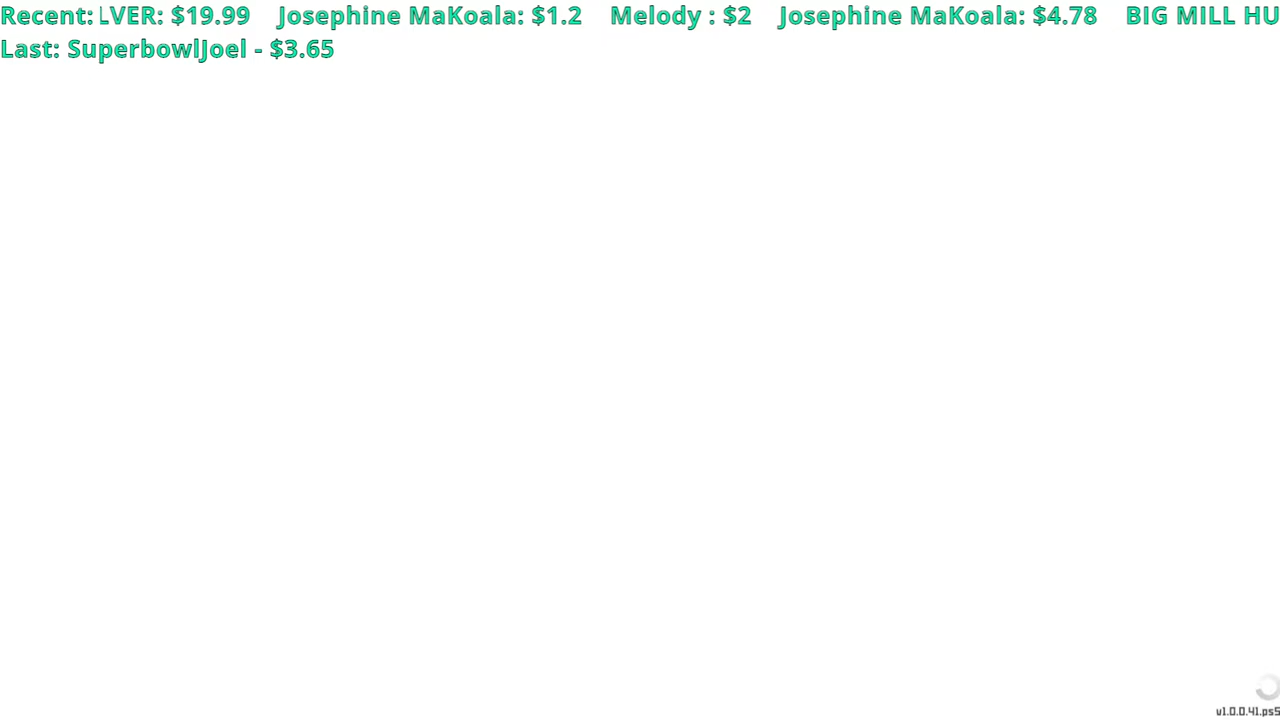 Recent: LVER: $19.99 Josephine MaKoala: $1.2 Melody : $2 Josephine MaKoala: $4.78 BIG MILL HU
Last: SuperbowlJoel - $3.65
v1.0.0.41.ps5